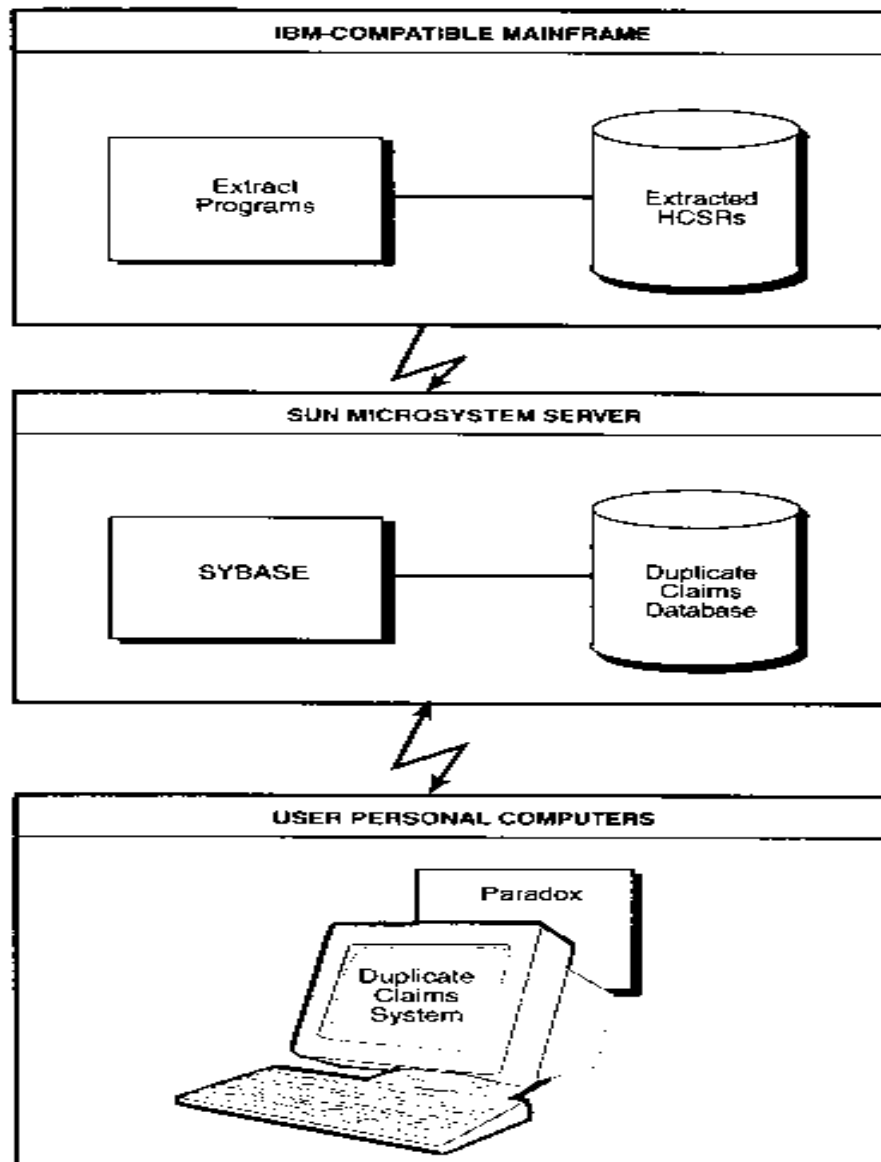 IBM-COMPATIBLE MAINFRAME
Extract
Programs
Extracted
HCSRs
SUN MICROSYSTEM SERVER
SYBASE
Duplicate
Claims
Database
USER PERSONAL COMPUTERS
Paradox
Duplicate
Claims
System